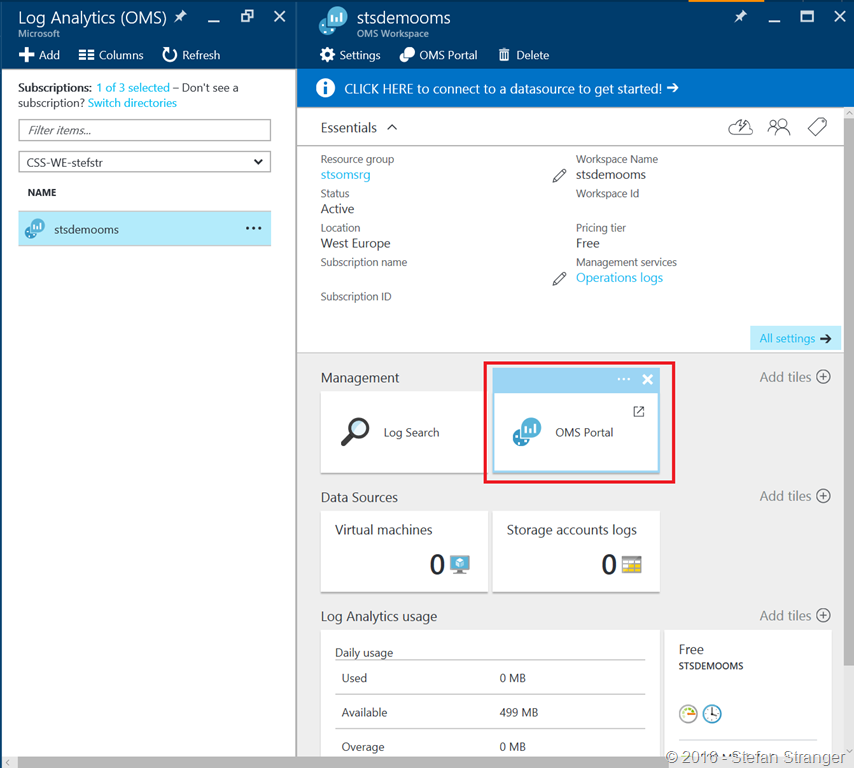 Log Analytics (OMS)
Microsoft
Add
Columns
Refresh
Subscriptions: 1 of 3 selected – Don't see a
subscription? Switch directories
Filter items...
CSS-WE-stefstr
NAME
stsdemooms
stsdemooms
OMS Workspace
Settings
OMS Portal
Delete
CLICK HERE to connect to a datasource to get started!
Essentials
Resource group
stsomsrg
Status
Active
Location
West Europe
Subscription name
Subscription ID
Workspace Name
stsdemooms
Workspace Id
Pricing tier
Free
Management services
Operations logs
All settings
Management
Add tiles
Log Search
OMS Portal
Data Sources
Add tiles
Virtual machines
0
Storage accounts logs
0
Log Analytics usage
Add tiles
Daily usage
Used 0 MB
Available 499 MB
Overage 0 MB
Free
STSDEMOOMS
© 2016 - Stefan Stranger